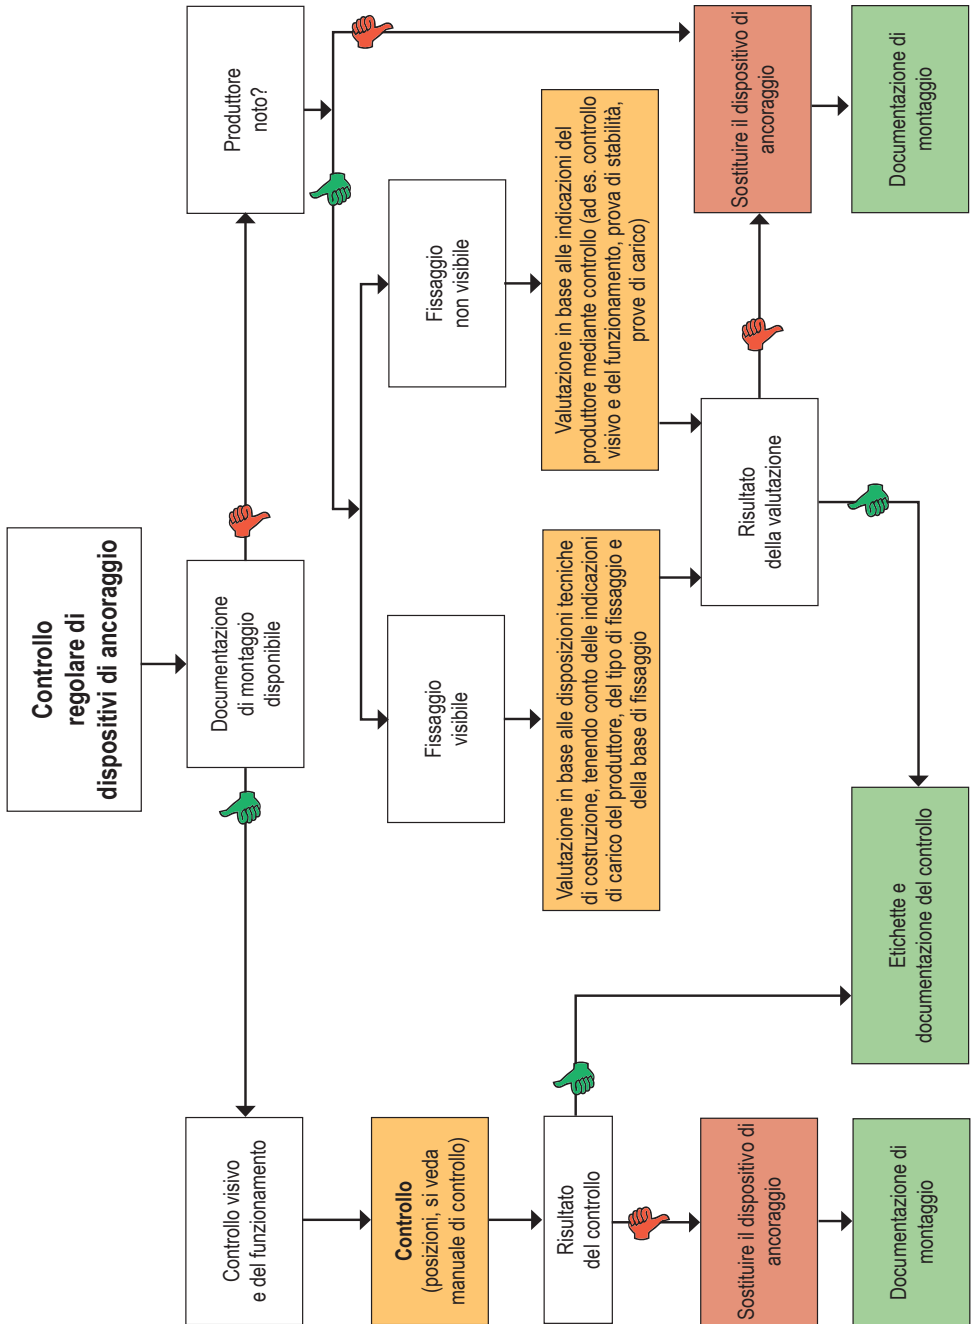 Controllo
regolare di
dispositivi di ancoraggio
Documentazione
di montaggio
disponibile
Produttore
noto?
Controllo visivo
e del funzionamento
Controllo
(posizioni, si veda
manuale di controllo)
Risultato
del controllo
Sostituire il dispositivo di
ancoraggio
Documentazione di
montaggio
Fissaggio
visibile
Fissaggio
non visibile
Valutazione in base alle disposizioni tecniche
di costruzione, tenendo conto delle indicazioni
di carico del produttore, del tipo di fissaggio e
della base di fissaggio
Valutazione in base alle indicazioni del
produttore mediante controllo (ad es. controllo
visivo e del funzionamento, prova di stabilità,
prove di carico)
Risultato
della valutazione
Etichette e
documentazione del controllo
Sostituire il dispositivo di
ancoraggio
Documentazione di
montaggio